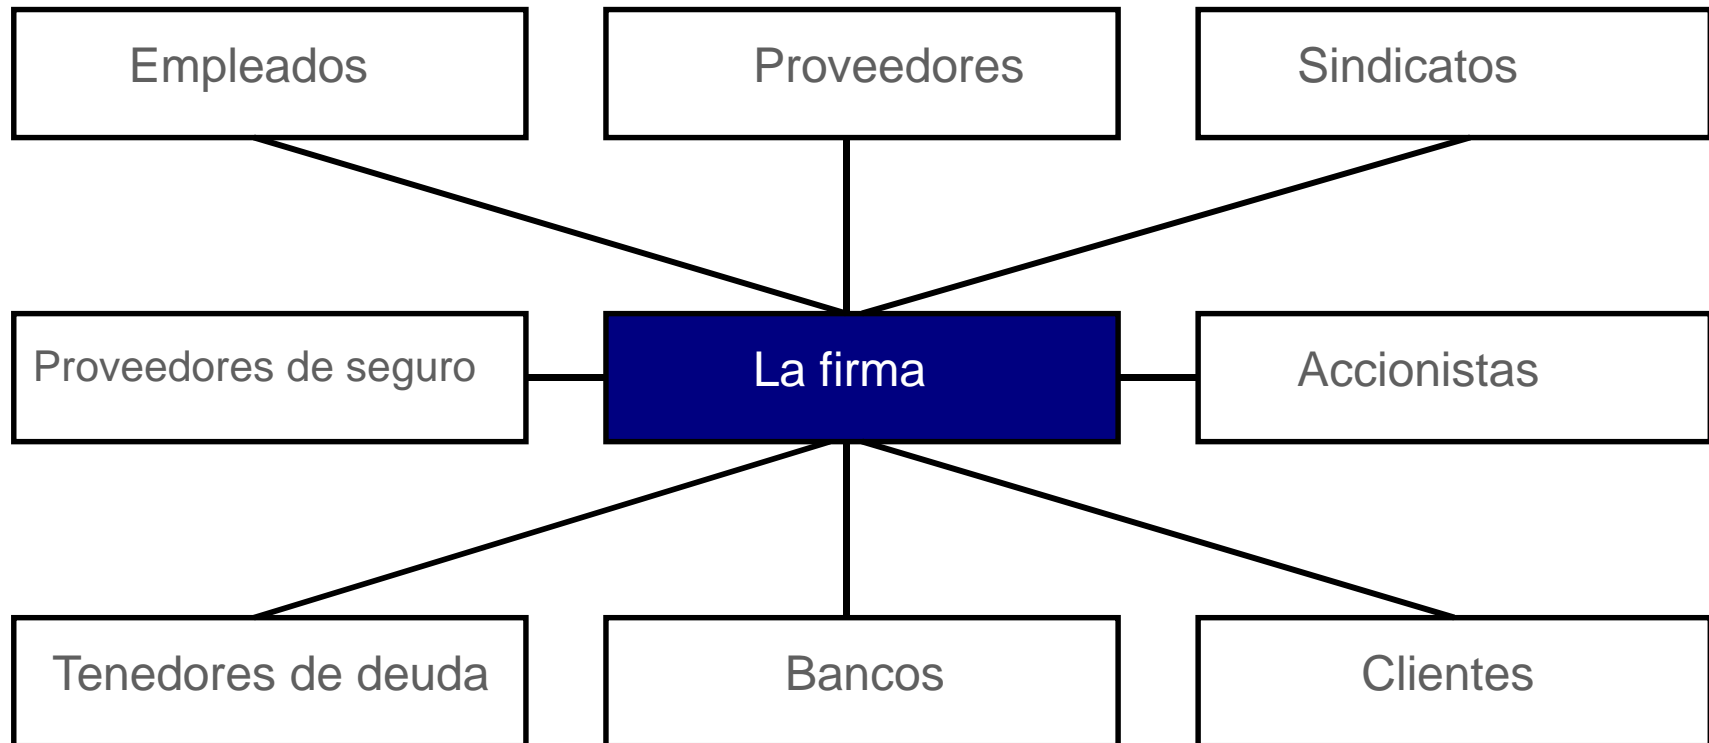 Empleados
Proveedores
Sindicatos
Proveedores de seguro
La firma
Accionistas
Tenedores de deuda
Bancos
Clientes